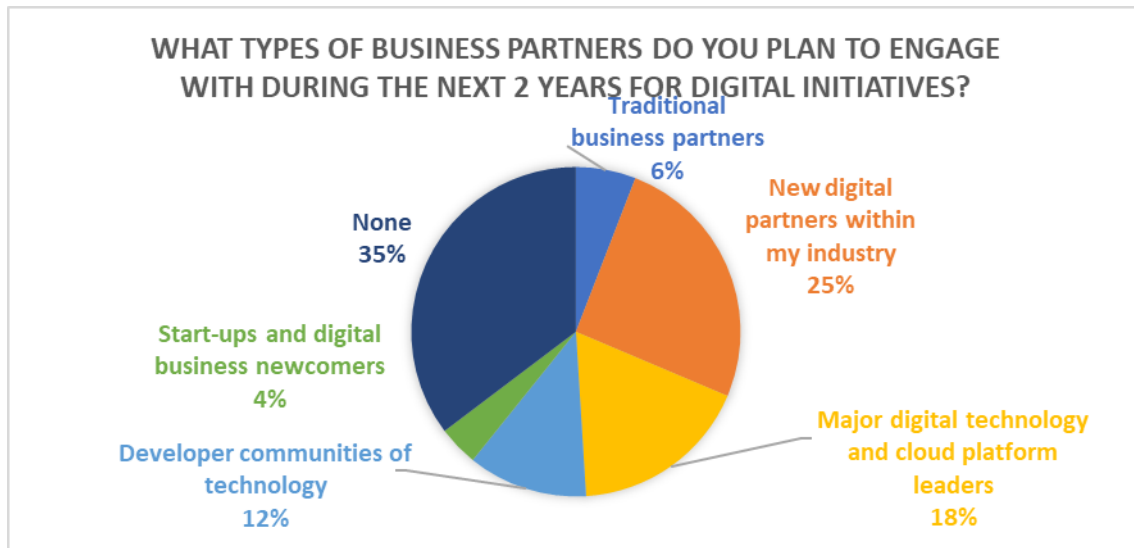 WHAT TYPES OF BUSINESS PARTNERS DO YOU PLAN TO ENGAGE
WITH DURING THE NEXT 2 YEARS FOR DIGITAL INITIATIVES?
Traditional
business partners
6%
New digital
partners within
my industry
25%
Major digital technology
and cloud platform
leaders
18%
Developer communities of
technology
12%
Start-ups and digital
business newcomers
4%
None
35%